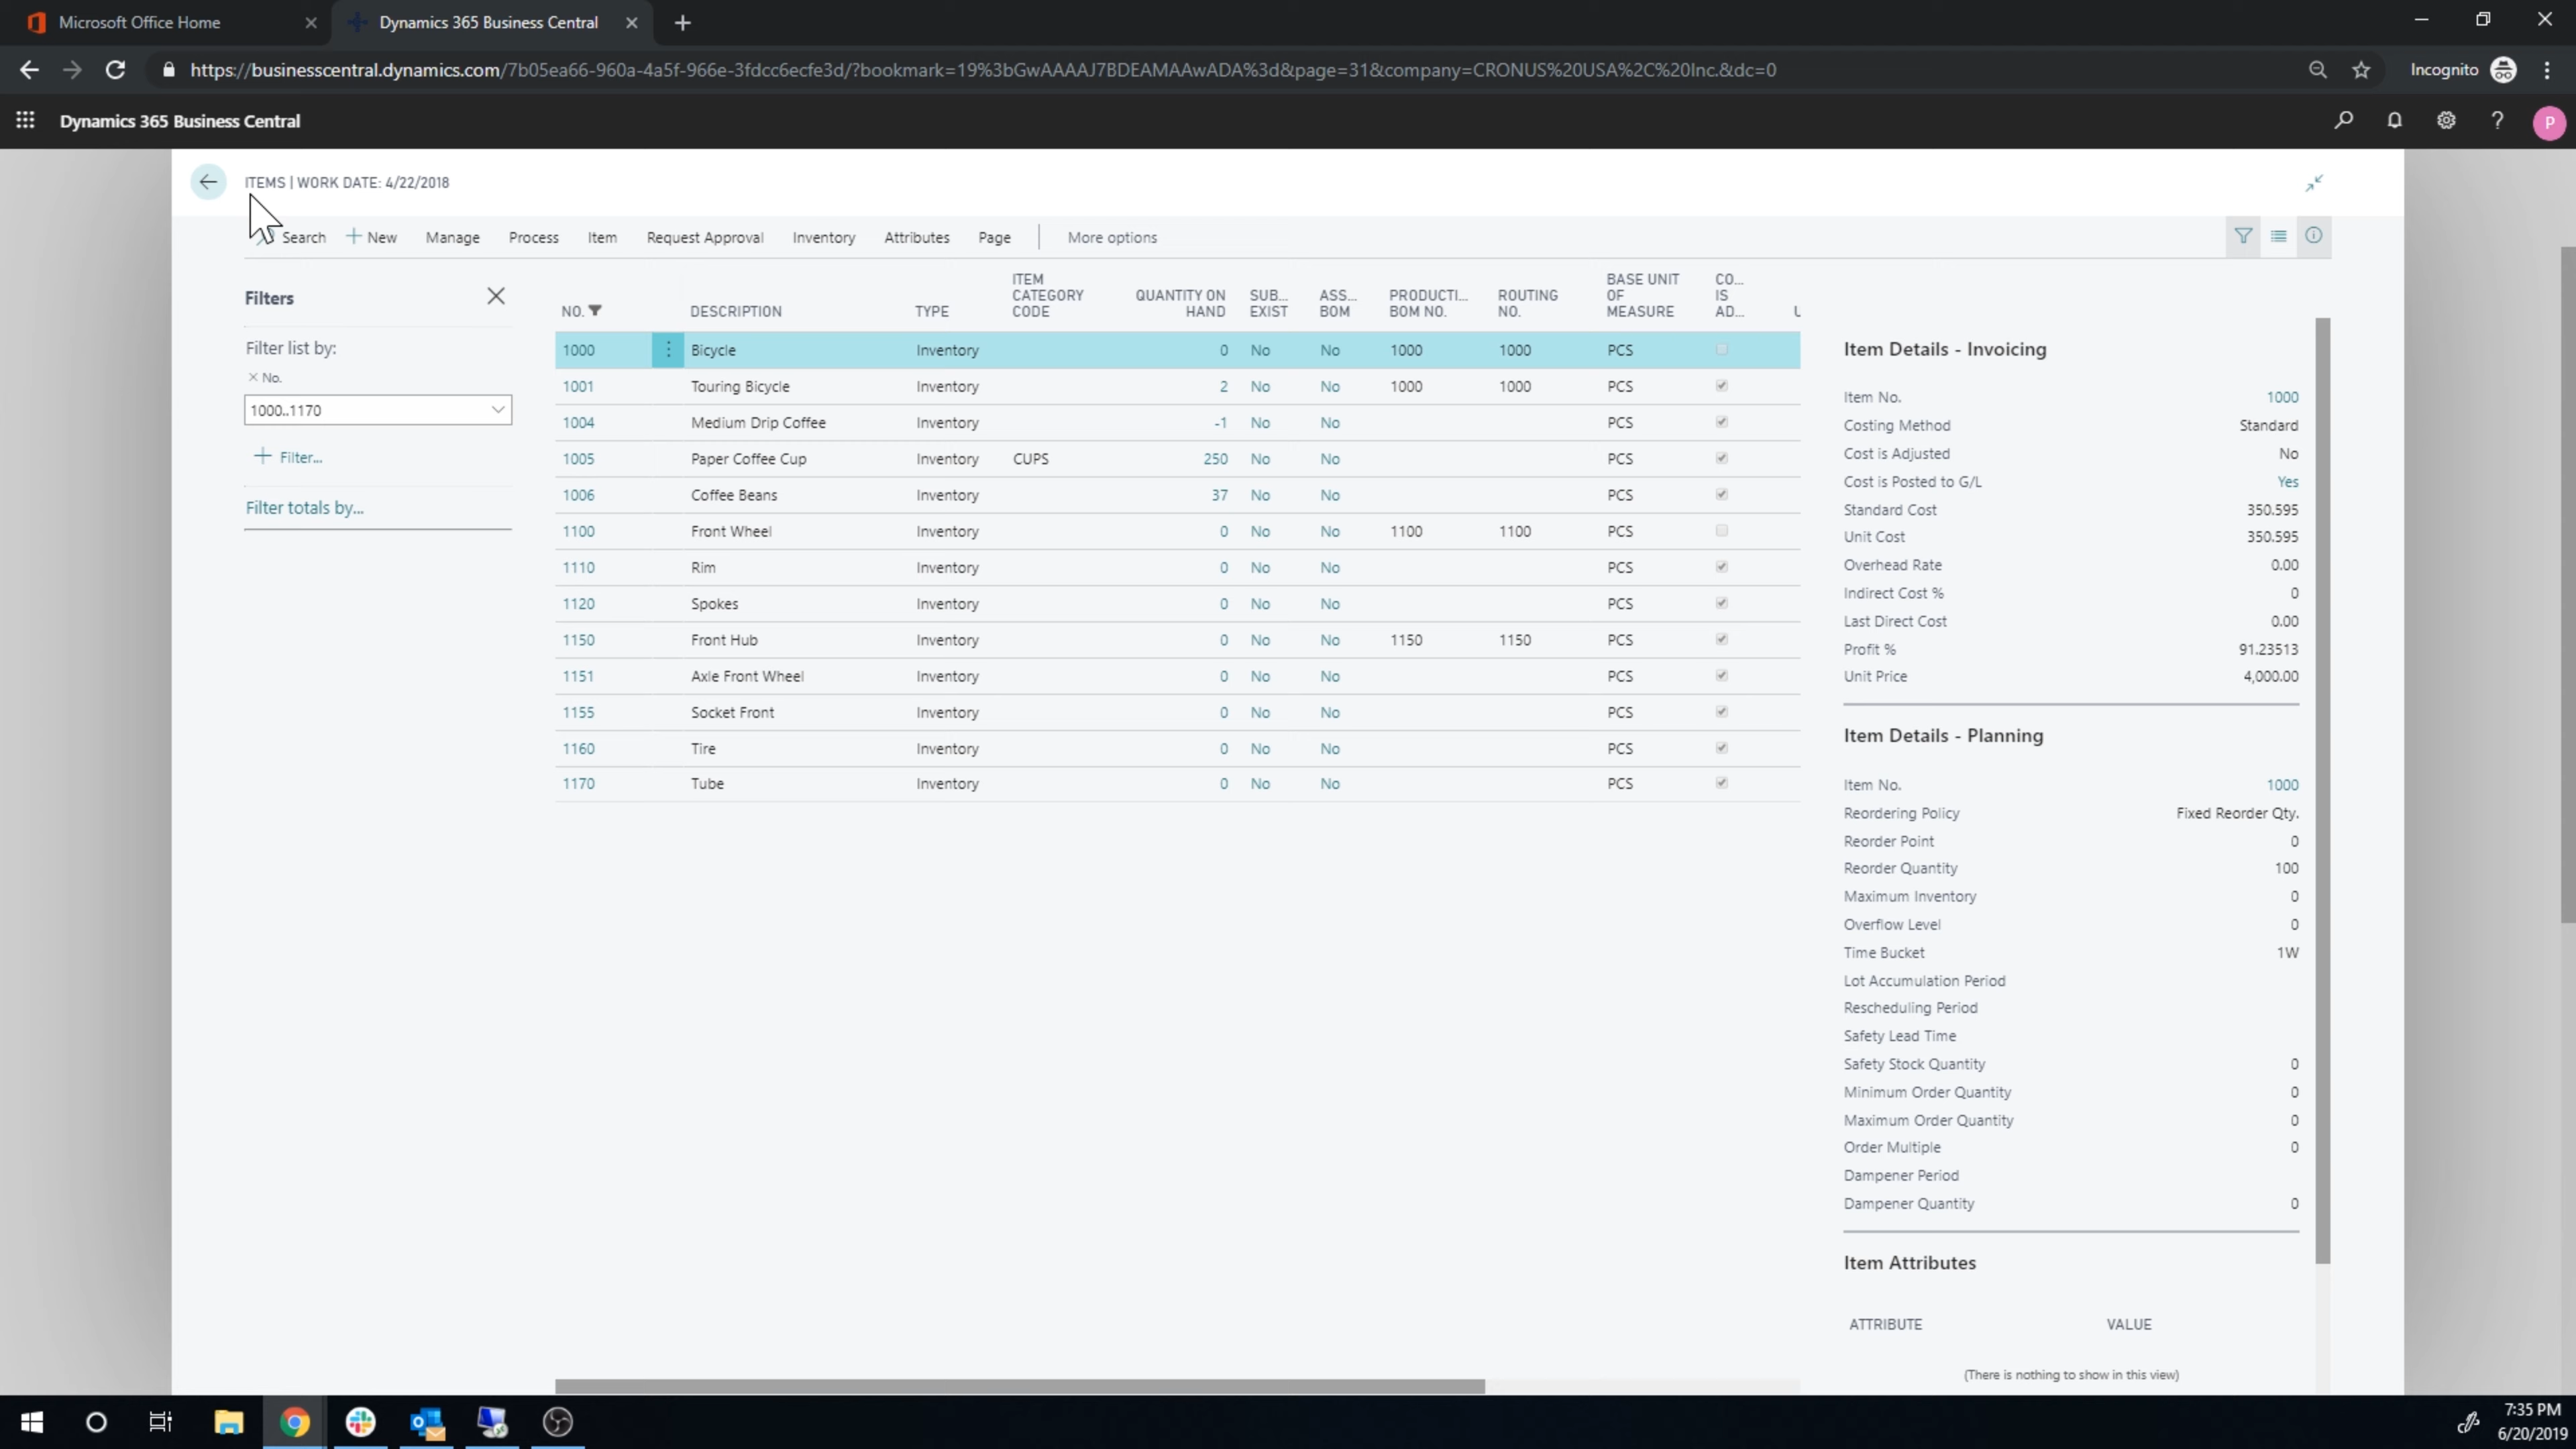 Microsoft Office Home
Dynamics 365 Business Central
https://businesscentral.dynamics.com/7b05ea66-960a-4a5f-966e-3fdcc6ecfe3d/?bookmark=19%3bGwAAAAJ7BDEAMAAwADA%3d&page=31&company=CRONUS%20USA%2C%20Inc.&dc=0
Incognito
Dynamics 365 Business Central
P
ITEMS | WORK DATE: 4/22/2018
Search New Manage Process Item Request Approval Inventory Attributes Page More options
Filters
Filter list by:
No.
1000..1170
Filter...
Filter totals by...
NO. DESCRIPTION TYPE ITEM CATEGORY CODE QUANTITY ON HAND SUB... EXIST ASS... BOM PRODUCTI... BOM NO. ROUTING NO. BASE UNIT OF MEASURE CO... IS AD...
1000 Bicycle Inventory 0 No No 1000 1000 PCS
1001 Touring Bicycle Inventory 2 No No 1000 1000 PCS
1004 Medium Drip Coffee Inventory -1 No No PCS
1005 Paper Coffee Cup Inventory CUPS 250 No No PCS
1006 Coffee Beans Inventory 37 No No PCS
1100 Front Wheel Inventory 0 No No 1100 1100 PCS
1110 Rim Inventory 0 No No PCS
1120 Spokes Inventory 0 No No PCS
1150 Front Hub Inventory 0 No No 1150 1150 PCS
1151 Axle Front Wheel Inventory 0 No No PCS
1155 Socket Front Inventory 0 No No PCS
1160 Tire Inventory 0 No No PCS
1170 Tube Inventory 0 No No PCS
Item Details - Invoicing
Item No. 1000
Costing Method Standard
Cost is Adjusted No
Cost is Posted to G/L Yes
Standard Cost 350.595
Unit Cost 350.595
Overhead Rate 0.00
Indirect Cost % 0
Last Direct Cost 0.00
Profit % 91.23513
Unit Price 4,000.00
Item Details - Planning
Item No. 1000
Reordering Policy Fixed Reorder Qty.
Reorder Point 0
Reorder Quantity 100
Maximum Inventory 0
Overflow Level 0
Time Bucket 1W
Lot Accumulation Period
Rescheduling Period
Safety Lead Time
Safety Stock Quantity 0
Minimum Order Quantity 0
Maximum Order Quantity 0
Order Multiple 0
Dampener Period
Dampener Quantity 0
Item Attributes
ATTRIBUTE VALUE
(There is nothing to show in this view)
7:35 PM
6/20/2019